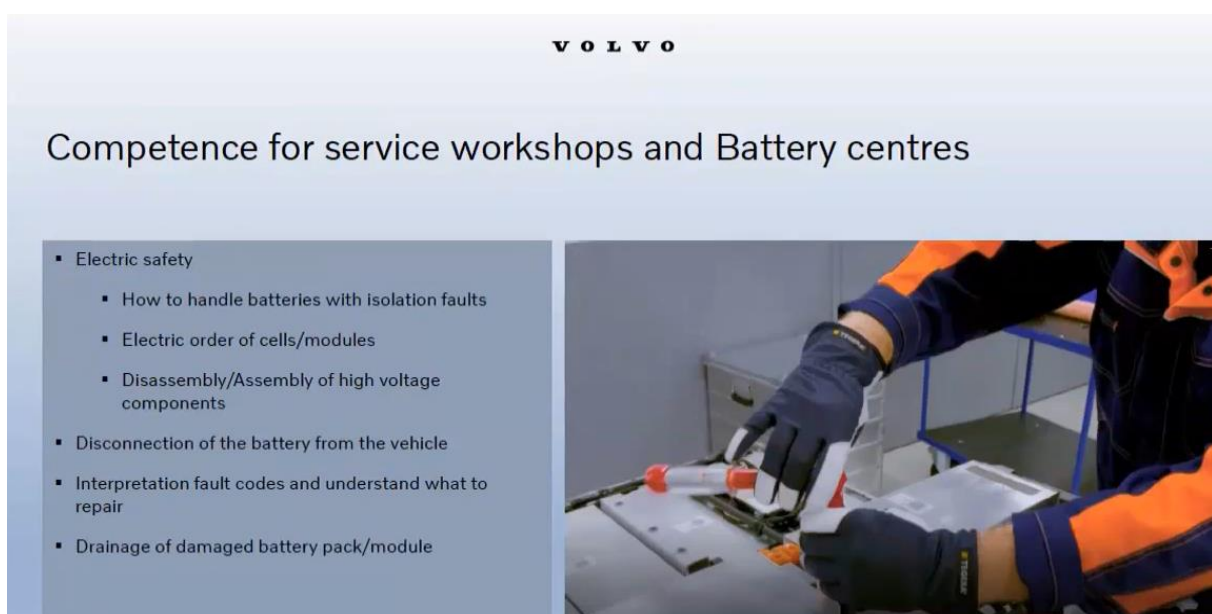 VOLVO
Competence for service workshops and Battery centres
▪ Electric safety
▪ How to handle batteries with isolation faults
▪ Electric order of cells/modules
▪ Disassembly/Assembly of high voltage
components
▪ Disconnection of the battery from the vehicle
▪ Interpretation fault codes and understand what to
repair
▪ Drainage of damaged battery pack/module